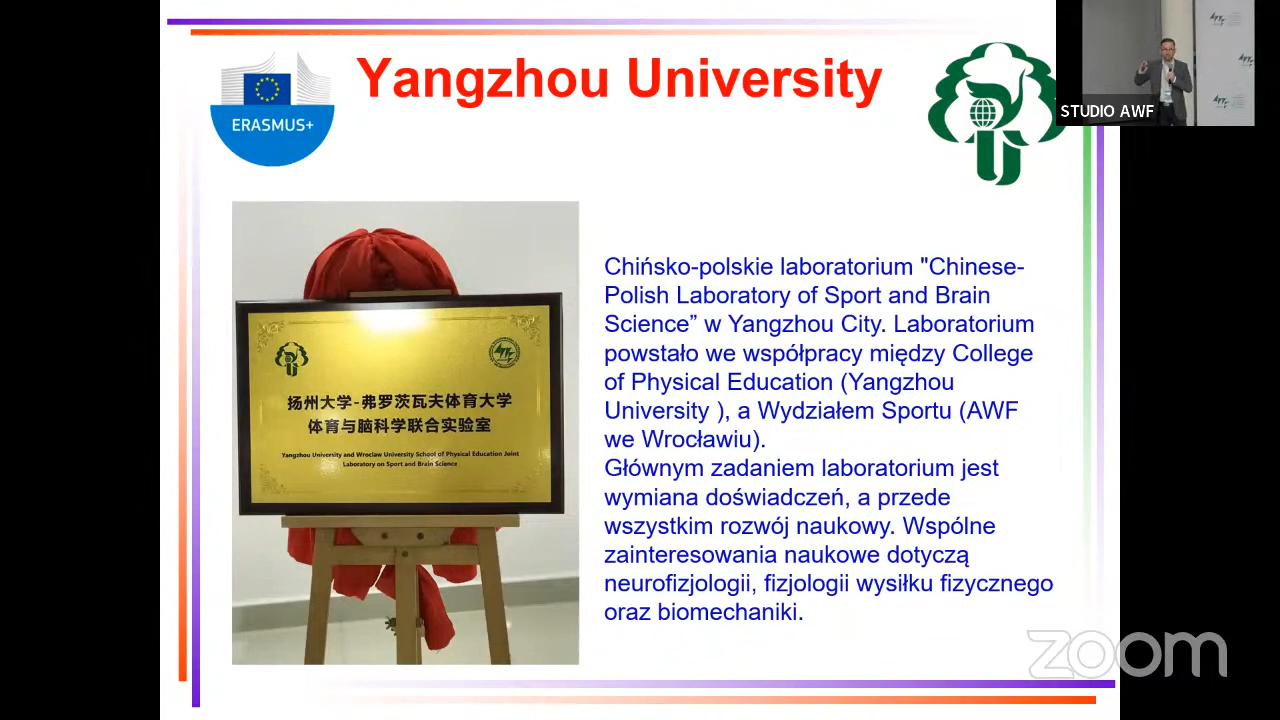 Yangzhou University
ERASMUS+
STUDIO AWF
扬州大学-弗罗茨瓦夫体育大学
体育与脑科学联合实验室
Yangzhou University and Wroclaw University School of Physical Education Joint
Laboratory on Sport and Brain Science
Chińsko-polskie laboratorium "Chinese-
Polish Laboratory of Sport and Brain
Science” w Yangzhou City. Laboratorium
powstało we współpracy między College
of Physical Education (Yangzhou
University ), a Wydziałem Sportu (AWF
we Wrocławiu).
Głównym zadaniem laboratorium jest
wymiana doświadczeń, a przede
wszystkim rozwój naukowy. Wspólne
zainteresowania naukowe dotyczą
neurofizjologii, fizjologii wysiłku fizycznego
oraz biomechaniki.
zoom